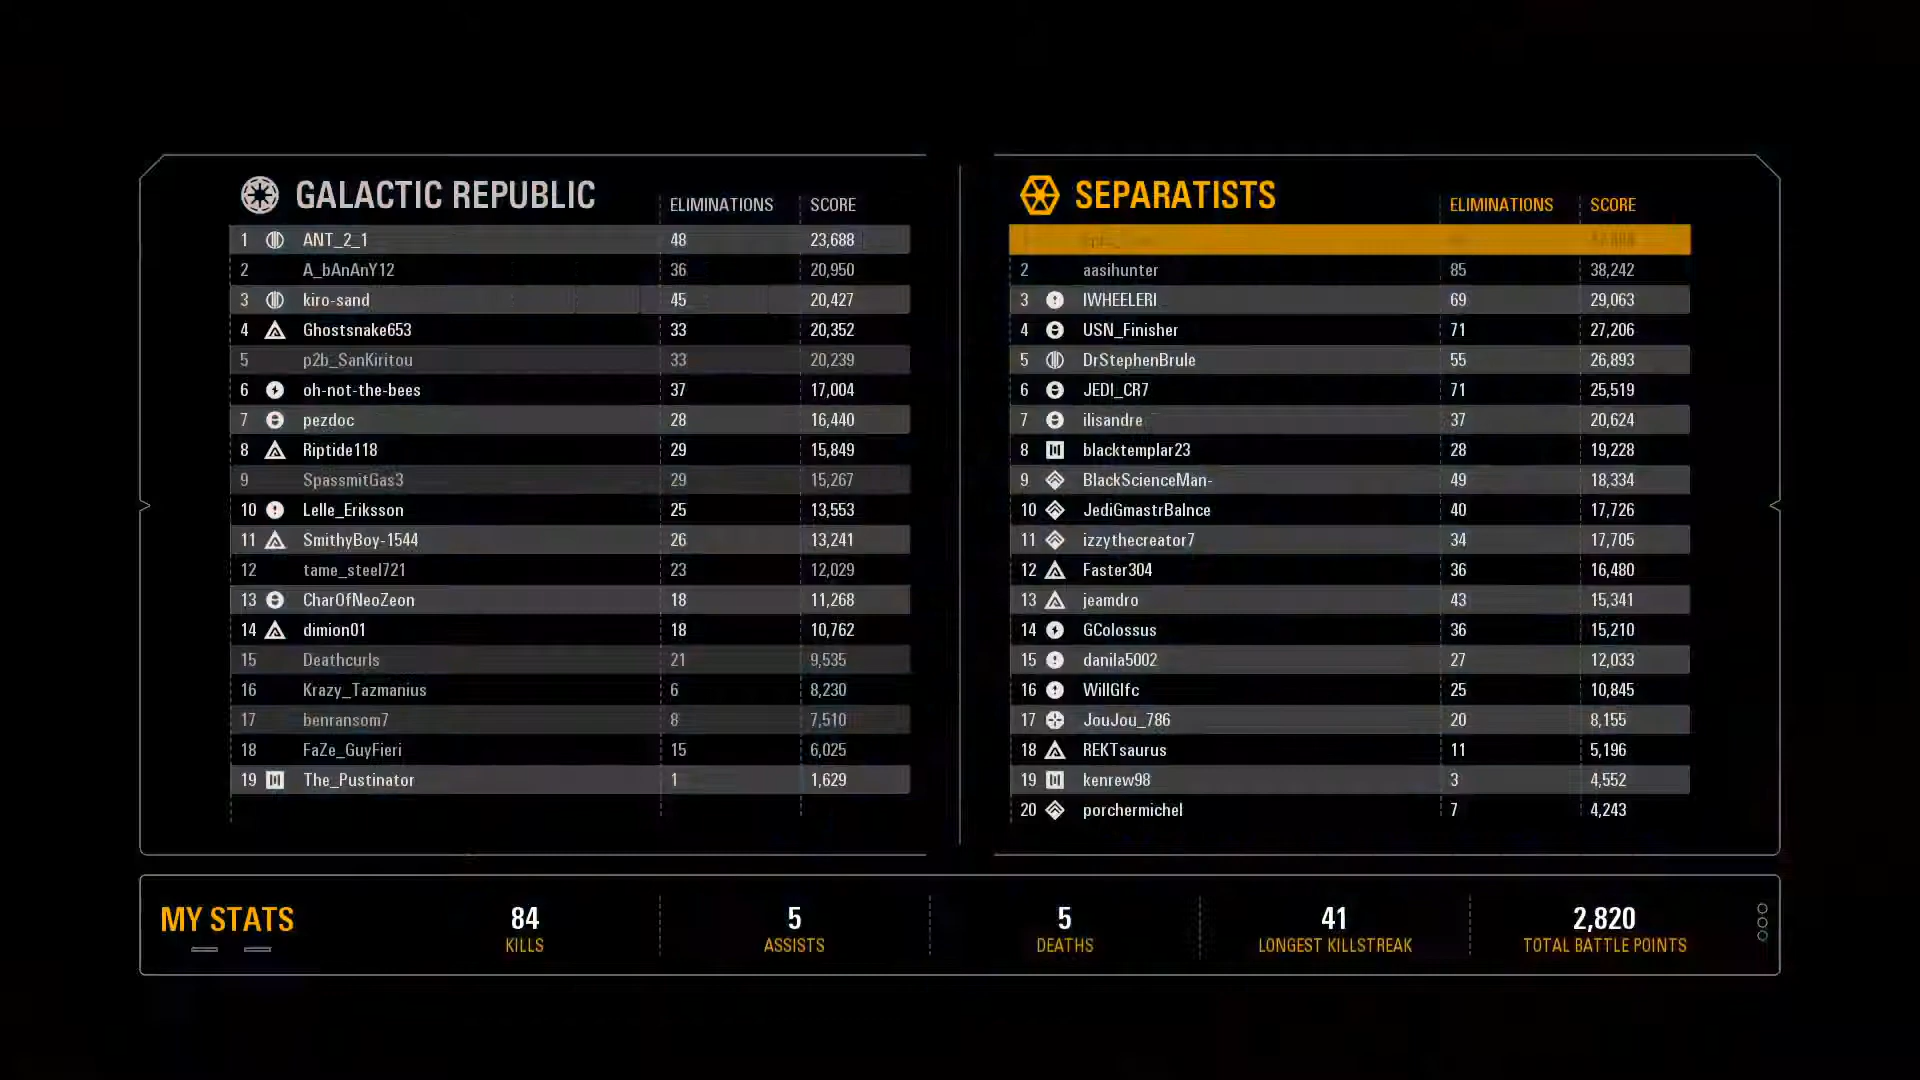 GALACTIC REPUBLIC ELIMINATIONS SCORE
1 ANT_2_1 48 23,688
2 A_bAnAnY12 36 20,950
3 kiro-sand 45 20,427
4 Ghostsnake653 33 20,352
5 p2b_SanKiritou 33 20,239
6 oh-not-the-bees 37 17,004
7 pezdoc 28 16,440
8 Riptide118 29 15,849
9 SpassmitGas3 29 15,267
10 Lelle_Eriksson 25 13,553
11 SmithyBoy-1544 26 13,241
12 tame_steel721 23 12,029
13 CharOfNeoZeon 18 11,268
14 dimion01 18 10,762
15 Deathcurls 21 9,535
16 Krazy_Tazmanius 6 8,230
17 benransom7 8 7,510
18 FaZe_GuyFieri 15 6,025
19 The_Pustinator 1 1,629
SEPARATISTS ELIMINATIONS SCORE
2 aasihunter 85 38,242
3 IWHEELERI 69 29,063
4 USN_Finisher 71 27,206
5 DrStephenBrule 55 26,893
6 JEDI_CR7 71 25,519
7 ilisandre 37 20,624
8 blacktemplar23 28 19,228
9 BlackScienceMan- 49 18,334
10 JediGmastrBalnce 40 17,726
11 izzythecreator7 34 17,705
12 Faster304 36 16,480
13 jeamdro 43 15,341
14 GColossus 36 15,210
15 danila5002 27 12,033
16 WillGlfc 25 10,845
17 JouJou_786 20 8,155
18 REKTsaurus 11 5,196
19 kenrew98 3 4,552
20 porchermichel 7 4,243
MY STATS
84 5 5 41 2,820
KILLS ASSISTS DEATHS LONGEST KILLSTREAK TOTAL BATTLE POINTS